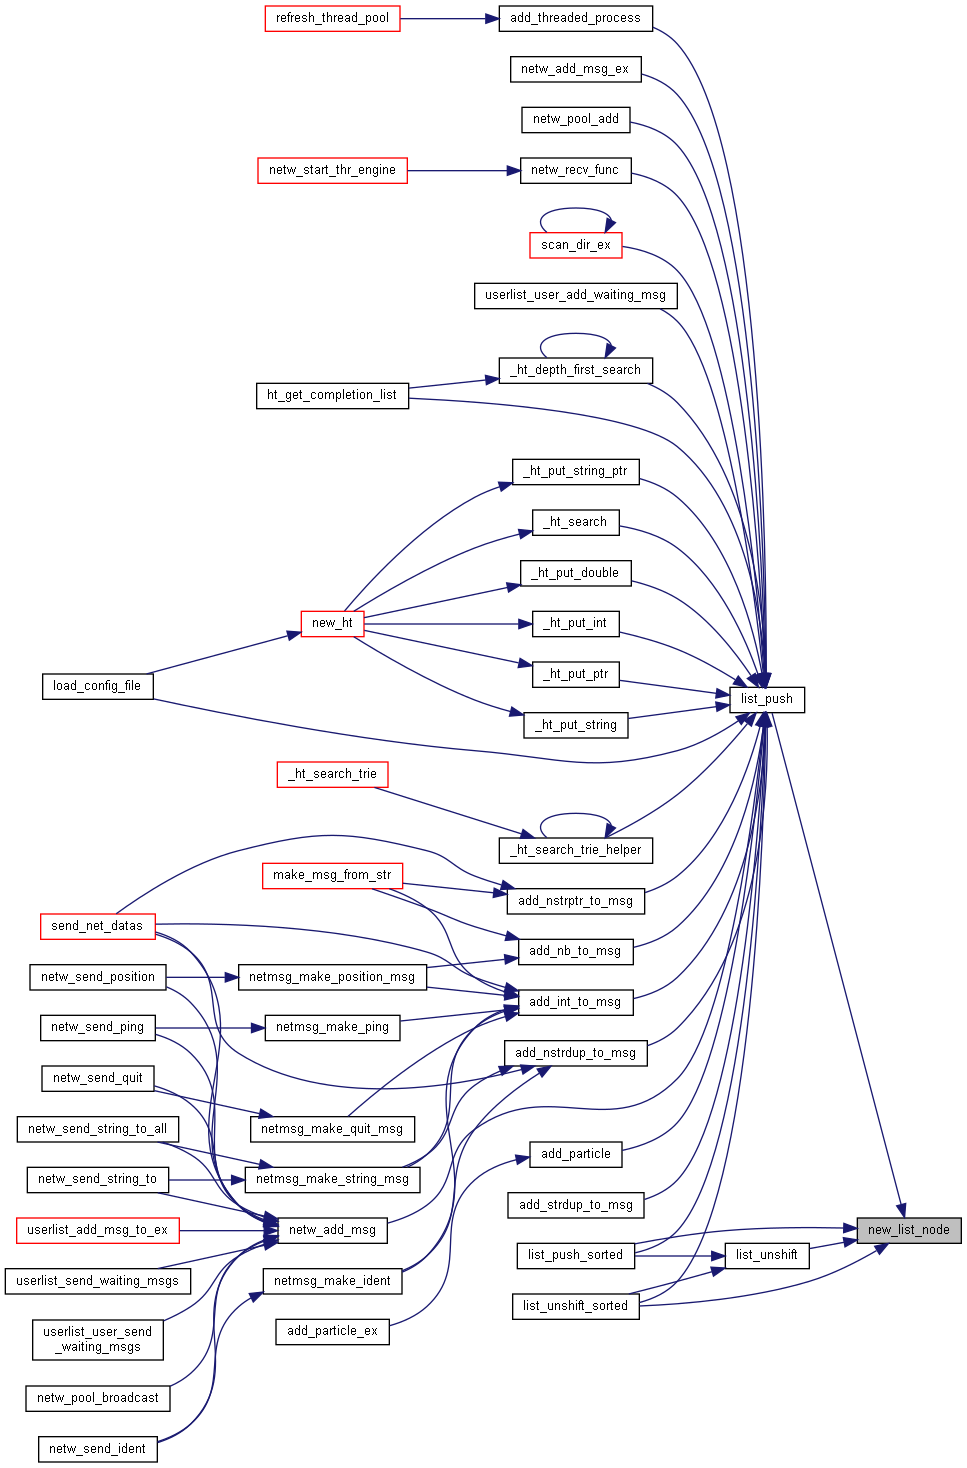 refresh_thread_pool
add_threaded_process
netw_add_msg_ex
netw_pool_add
netw_start_thr_engine
netw_recv_func
scan_dir_ex
userlist_user_add_waiting_msg
_ht_depth_first_search
ht_get_completion_list
_ht_put_string_ptr
_ht_search
_ht_put_double
new_ht
_ht_put_int
_ht_put_ptr
load_config_file
list_push
_ht_put_string
_ht_search_trie
_ht_search_trie_helper
make_msg_from_str
add_nstrptr_to_msg
send_net_datas
add_nb_to_msg
netw_send_position
netmsg_make_position_msg
add_int_to_msg
netw_send_ping
netmsg_make_ping
add_nstrdup_to_msg
netw_send_quit
netw_send_string_to_all
netmsg_make_quit_msg
add_particle
netw_send_string_to
netmsg_make_string_msg
add_strdup_to_msg
userlist_add_msg_to_ex
netw_add_msg
new_list_node
list_push_sorted
list_unshift
userlist_send_waiting_msgs
netmsg_make_ident
list_unshift_sorted
userlist_user_send
_waiting_msgs
add_particle_ex
netw_pool_broadcast
netw_send_ident